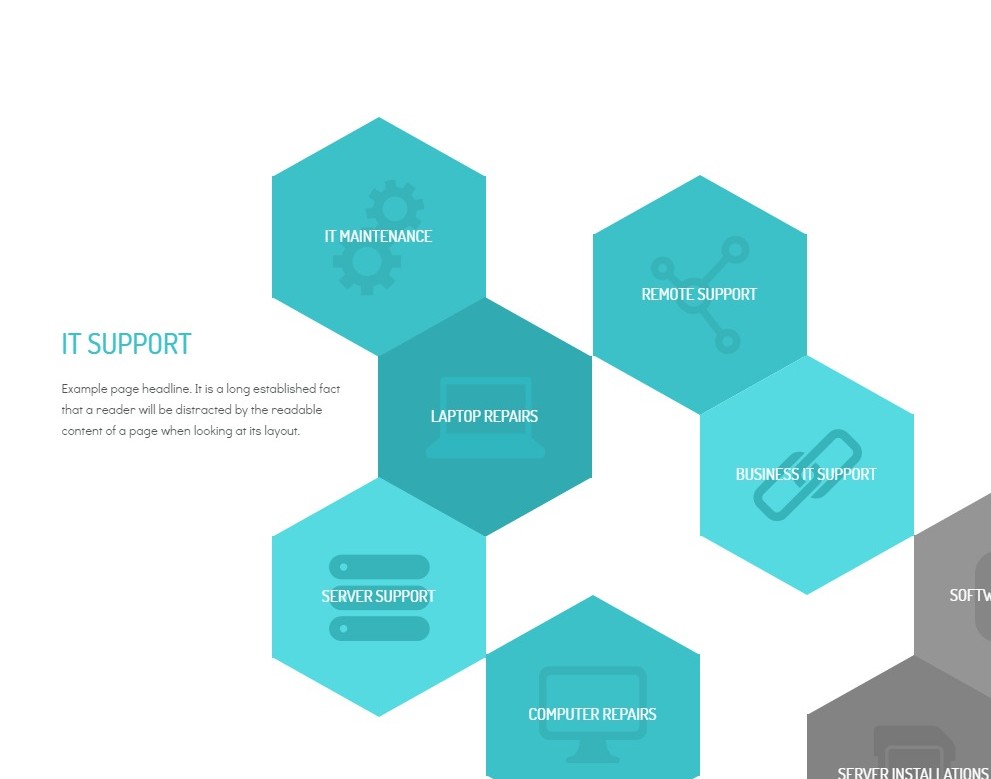 IT MAINTENANCE
REMOTE SUPPORT
IT SUPPORT
Example page headline. It is a long established fact
that a reader will be distracted by the readable
content of a page when looking at its layout.
LAPTOP REPAIRS
BUSINESS IT SUPPORT
SERVER SUPPORT
COMPUTER REPAIRS
SERVER INSTALLATIONS